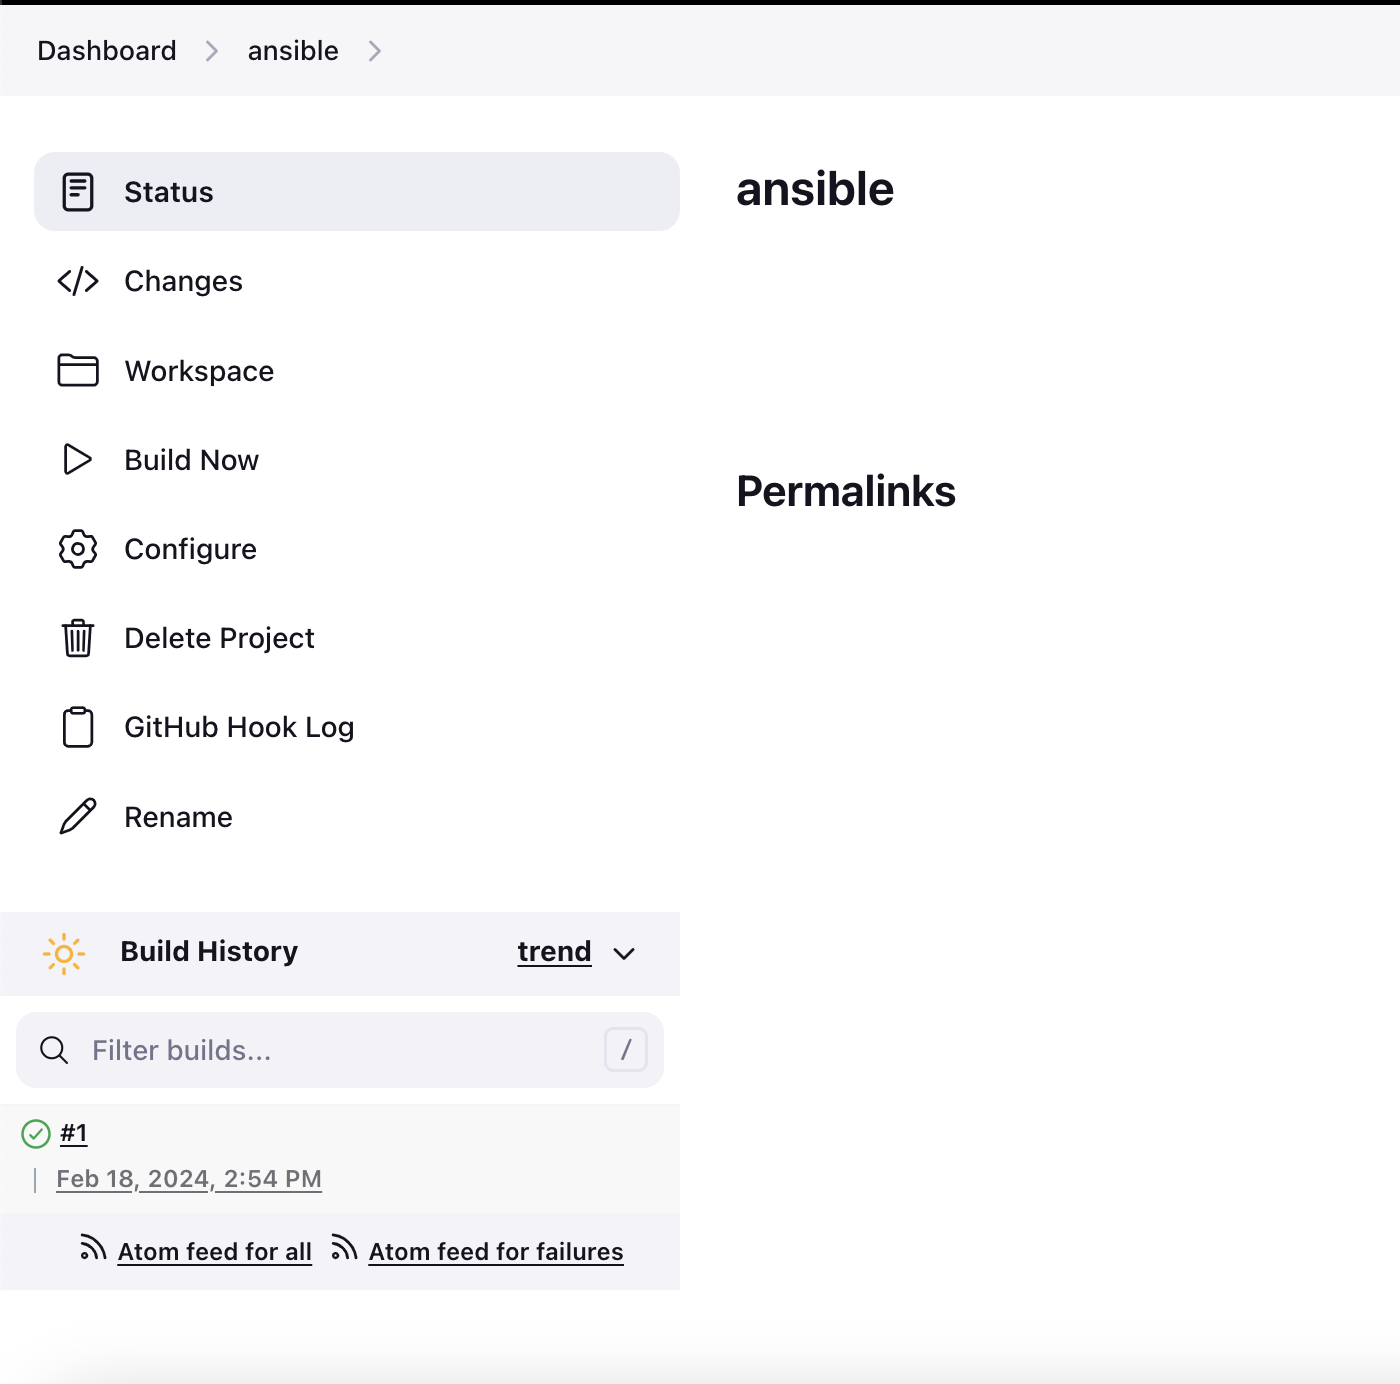 Dashboard > ansible >
Status
Changes
Workspace
Build Now
Configure
Delete Project
GitHub Hook Log
Rename
Build History trend
Filter builds... /
#1
Feb 18, 2024, 2:54 PM
Atom feed for all Atom feed for failures
ansible
Permalinks